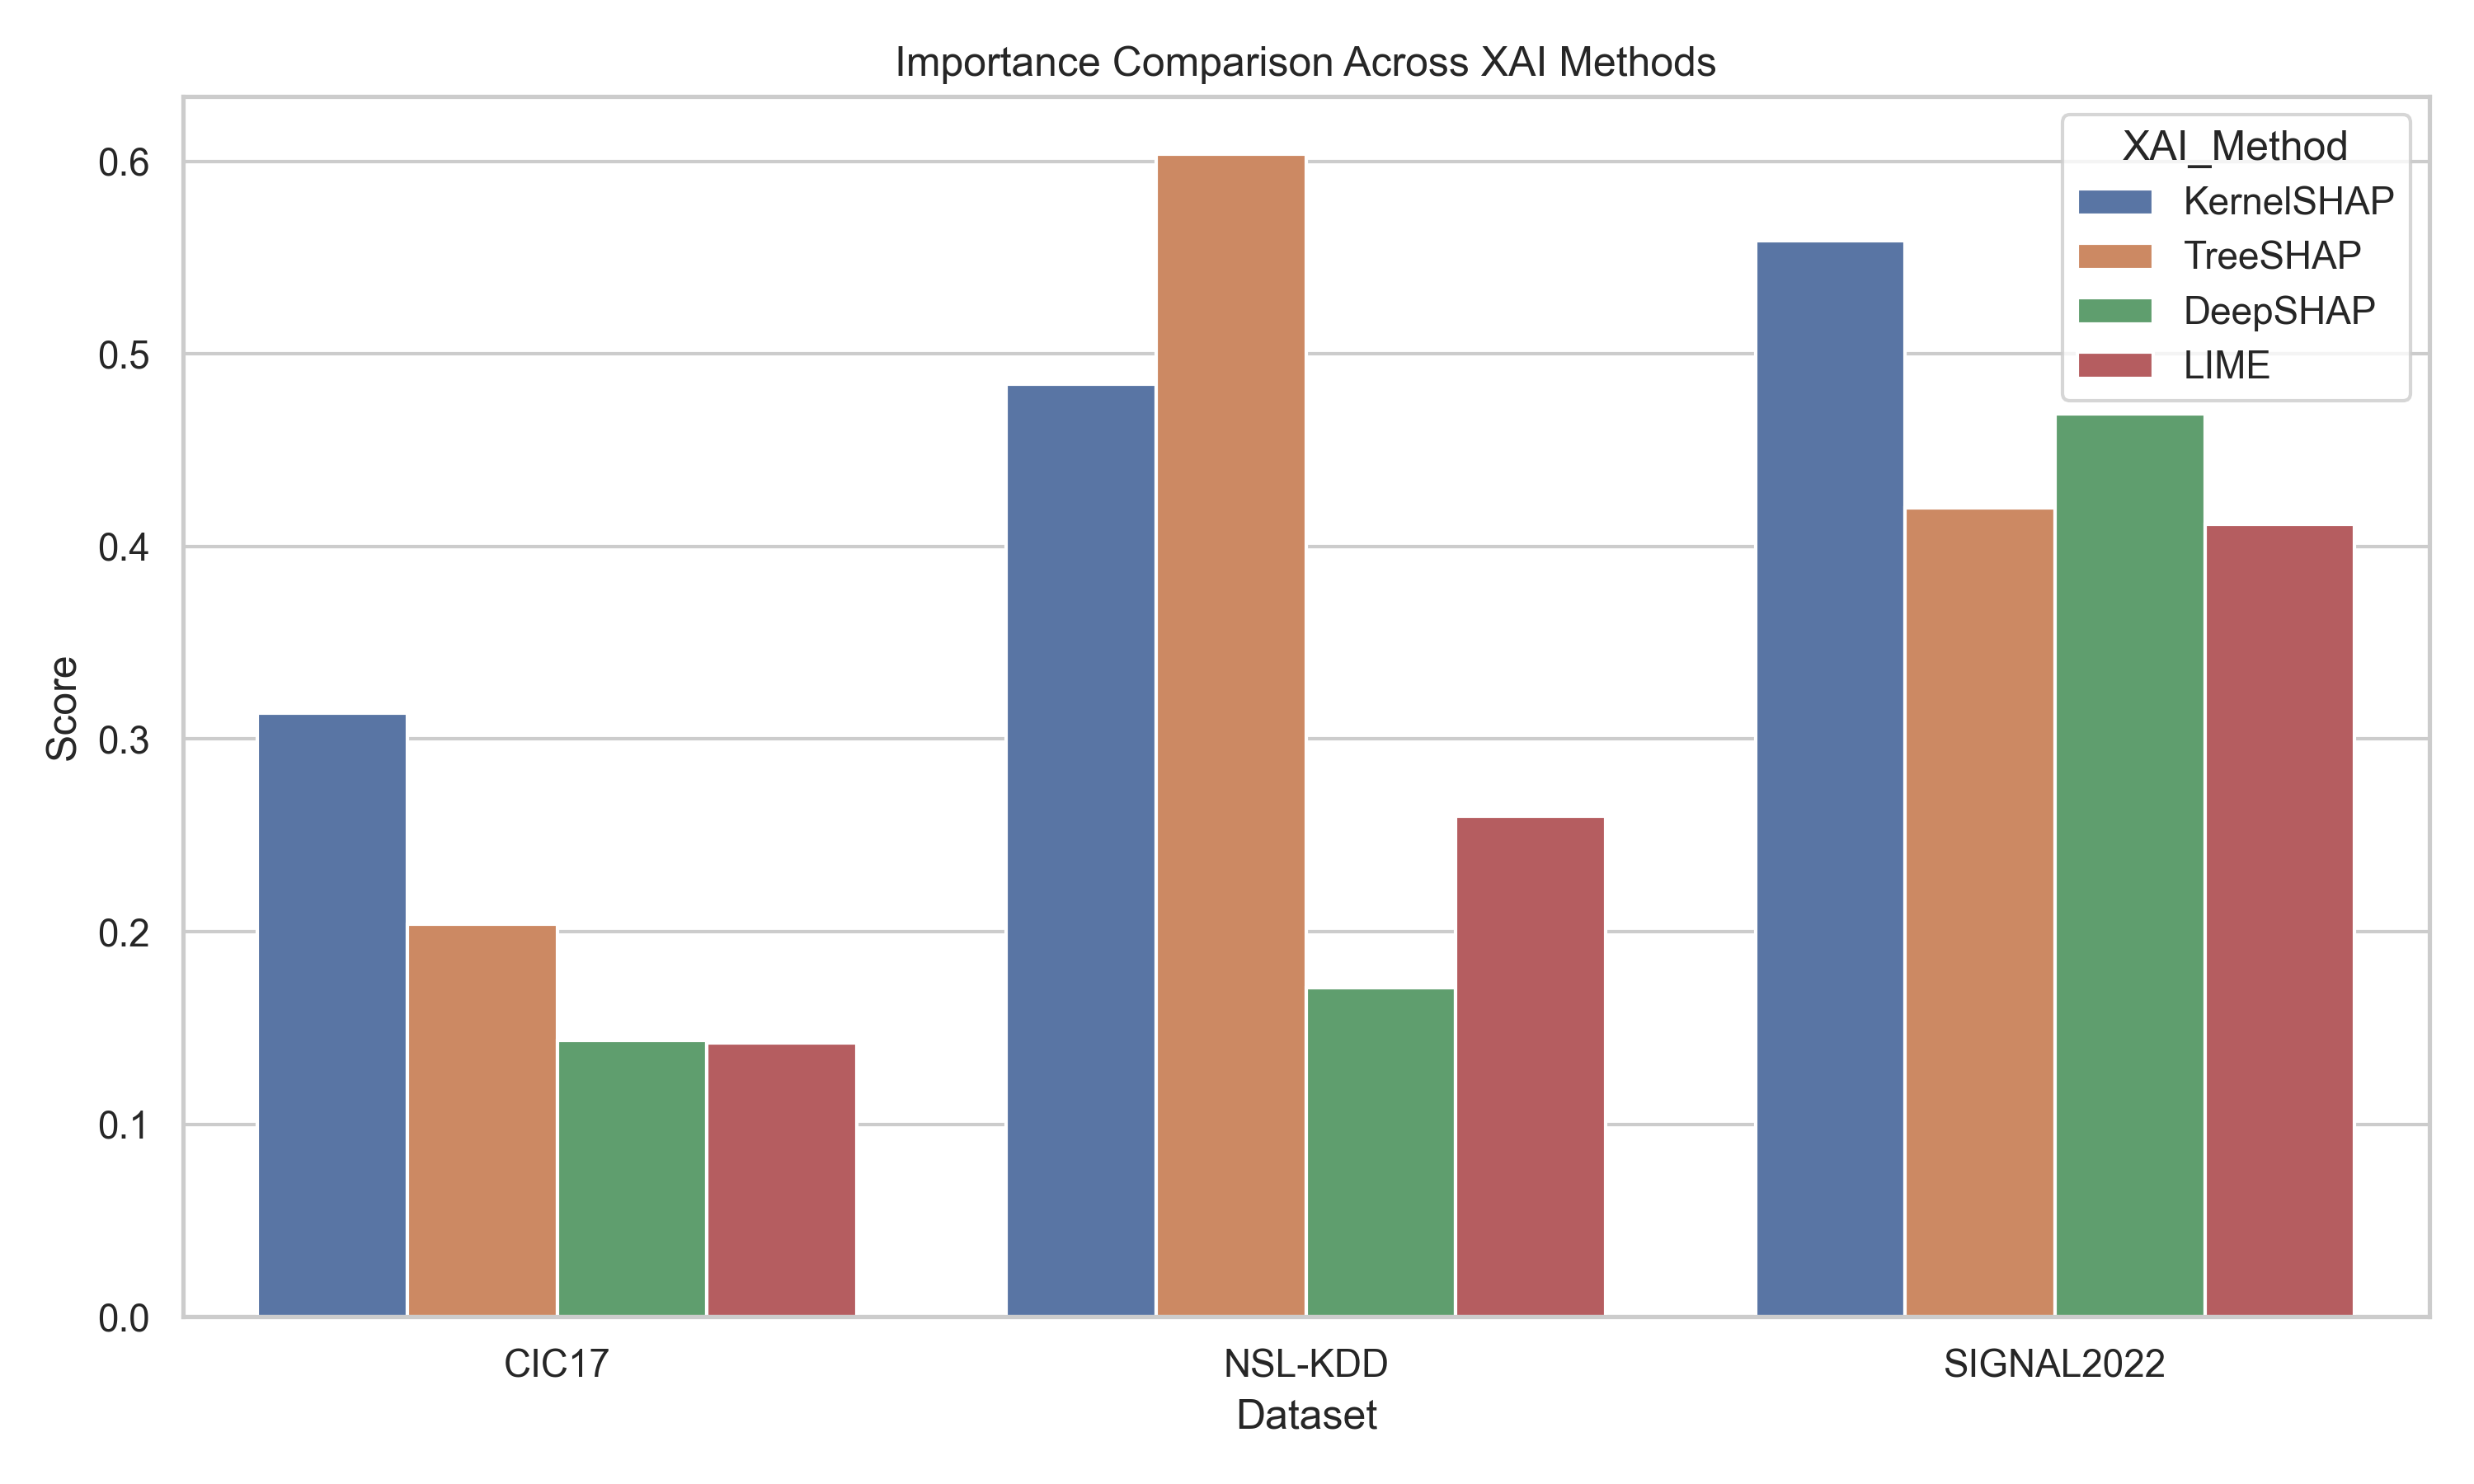 Importance Comparison Across XAI Methods
XAI_Method
KernelSHAP
TreeSHAP
DeepSHAP
LIME
Score
0.6
0.5
0.4
0.3
0.2
0.1
0.0
CIC17
NSL-KDD
SIGNAL2022
Dataset